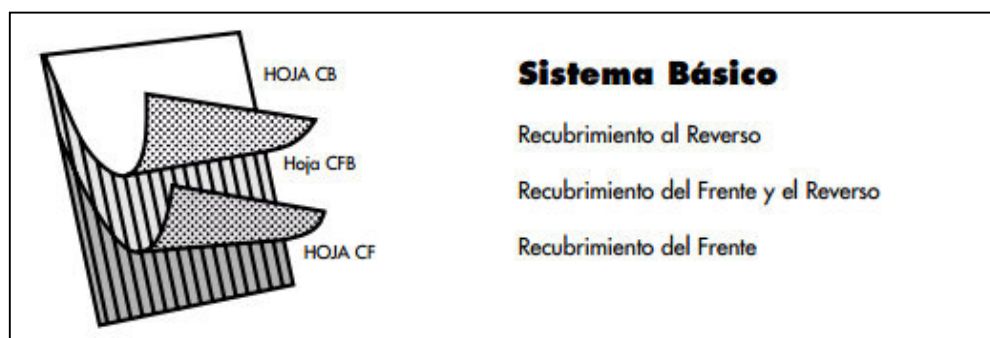 HOJA CB
Hoja CFB
HOJA CF
Sistema Básico
Recubrimiento al Reverso
Recubrimiento del Frente y el Reverso
Recubrimiento del Frente